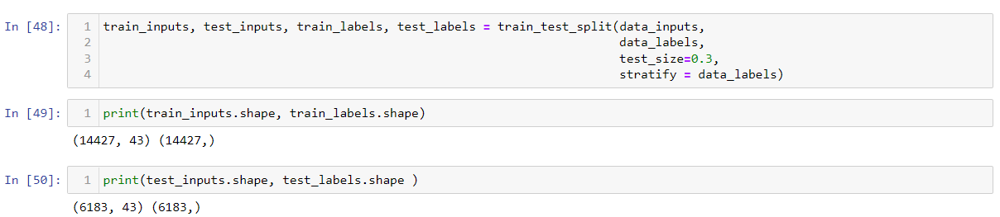 In [48]:
1 train_inputs, test_inputs, train_labels, test_labels = train_test_split(data_inputs,
2 data_labels,
3 test_size=0.3,
4 stratify = data_labels)
In [49]:
1 print(train_inputs.shape, train_labels.shape)
(14427, 43) (14427,)
In [50]:
1 print(test_inputs.shape, test_labels.shape )
(6183, 43) (6183,)